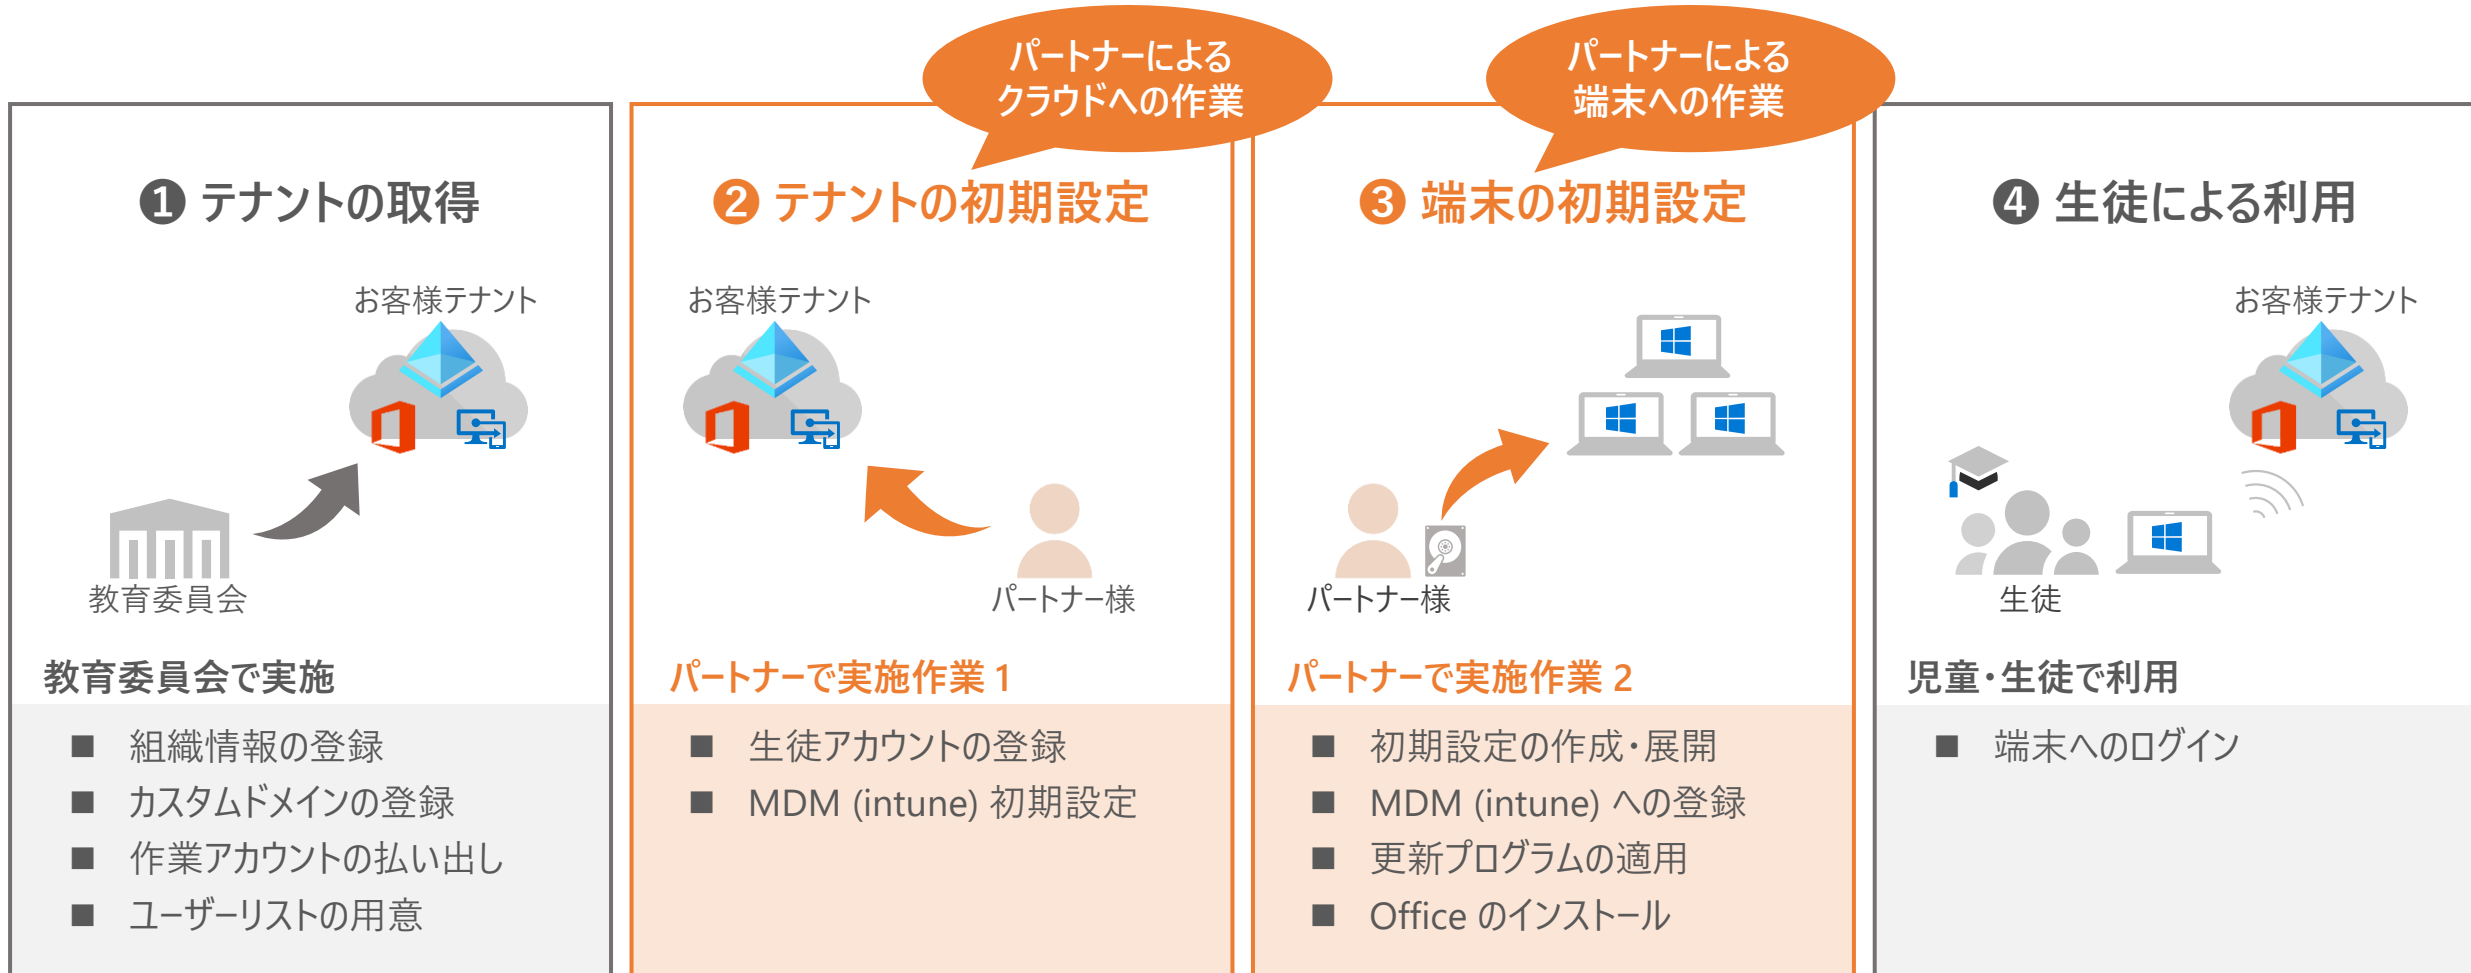 パートナーによる
クラウドへの作業
パートナーによる
端末への作業
❶ テナントの取得
お客様テナント
教育委員会
教育委員会で実施
■ 組織情報の登録
■ カスタムドメインの登録
■ 作業アカウントの払い出し
■ ユーザーリストの用意
❷ テナントの初期設定
お客様テナント
パートナー様
パートナーで実施作業 1
■ 生徒アカウントの登録
■ MDM (intune) 初期設定
❸ 端末の初期設定
パートナー様
パートナーで実施作業 2
■ 初期設定の作成・展開
■ MDM (intune) への登録
■ 更新プログラムの適用
■ Office のインストール
❹ 生徒による利用
お客様テナント
生徒
児童・生徒で利用
■ 端末へのログイン